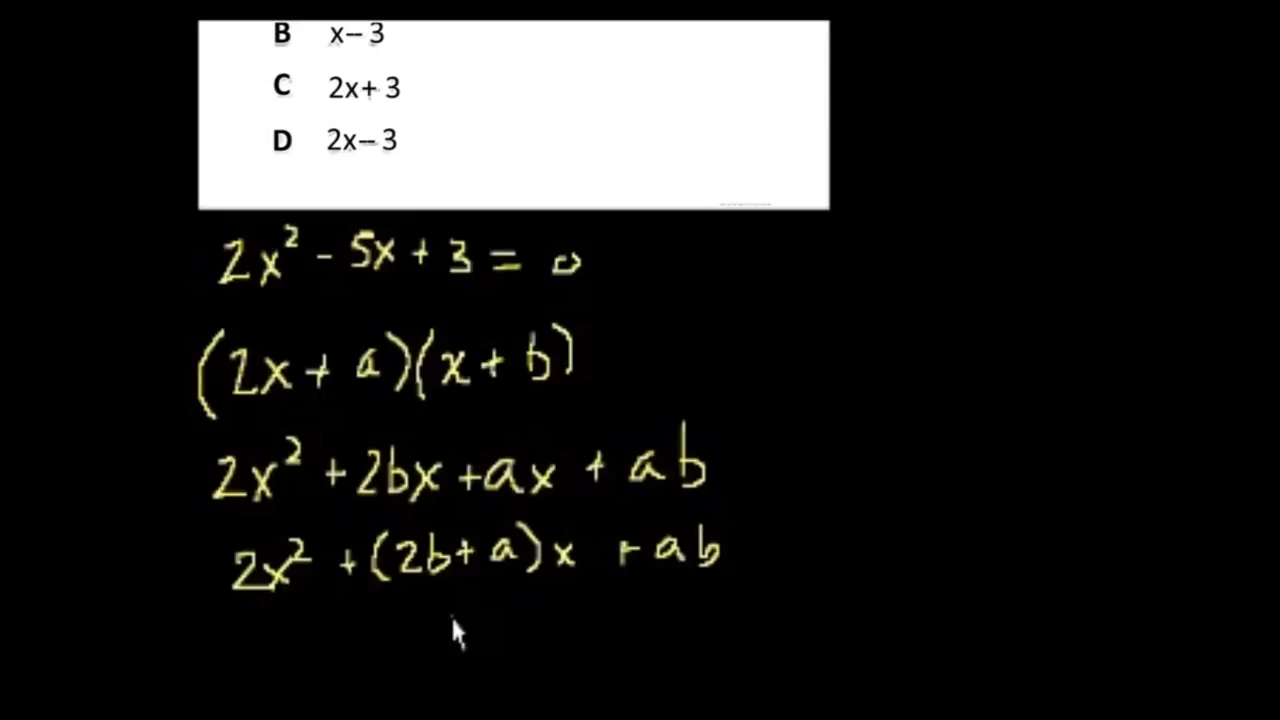 B x – 3
C 2x + 3
D 2x – 3
2x² - 5x + 3 = 0
(2x + a)(x + b)
2x² + 2bx + ax + ab
2x² + (2b + a)x + ab